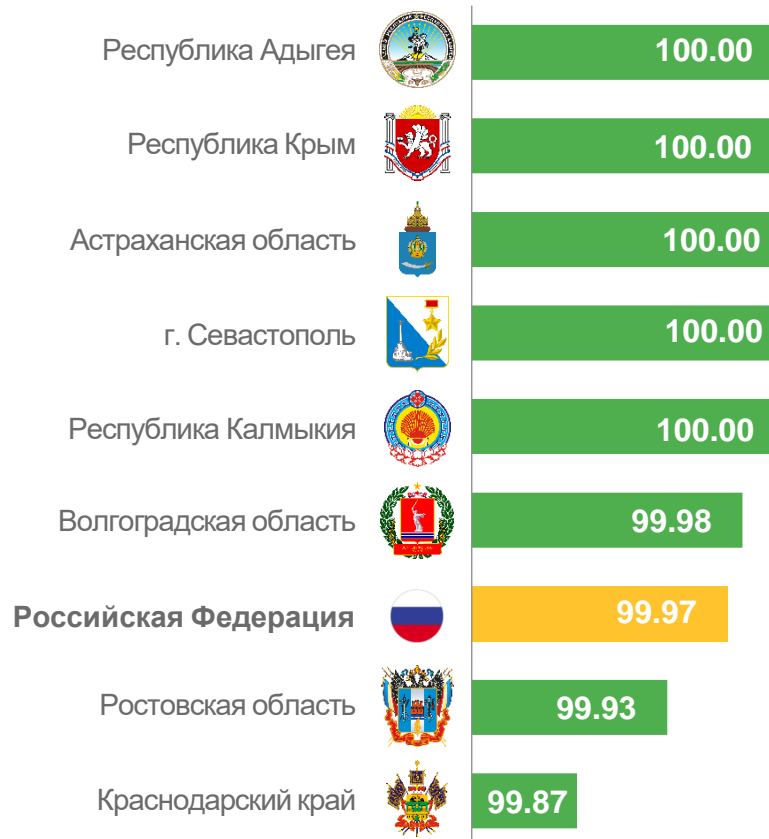 Республика Адыгея 100.00
Республика Крым 100.00
Астраханская область 100.00
г. Севастополь 100.00
Республика Калмыкия 100.00
Волгоградская область 99.98
Российская Федерация 99.97
Ростовская область 99.93
Краснодарский край 99.87